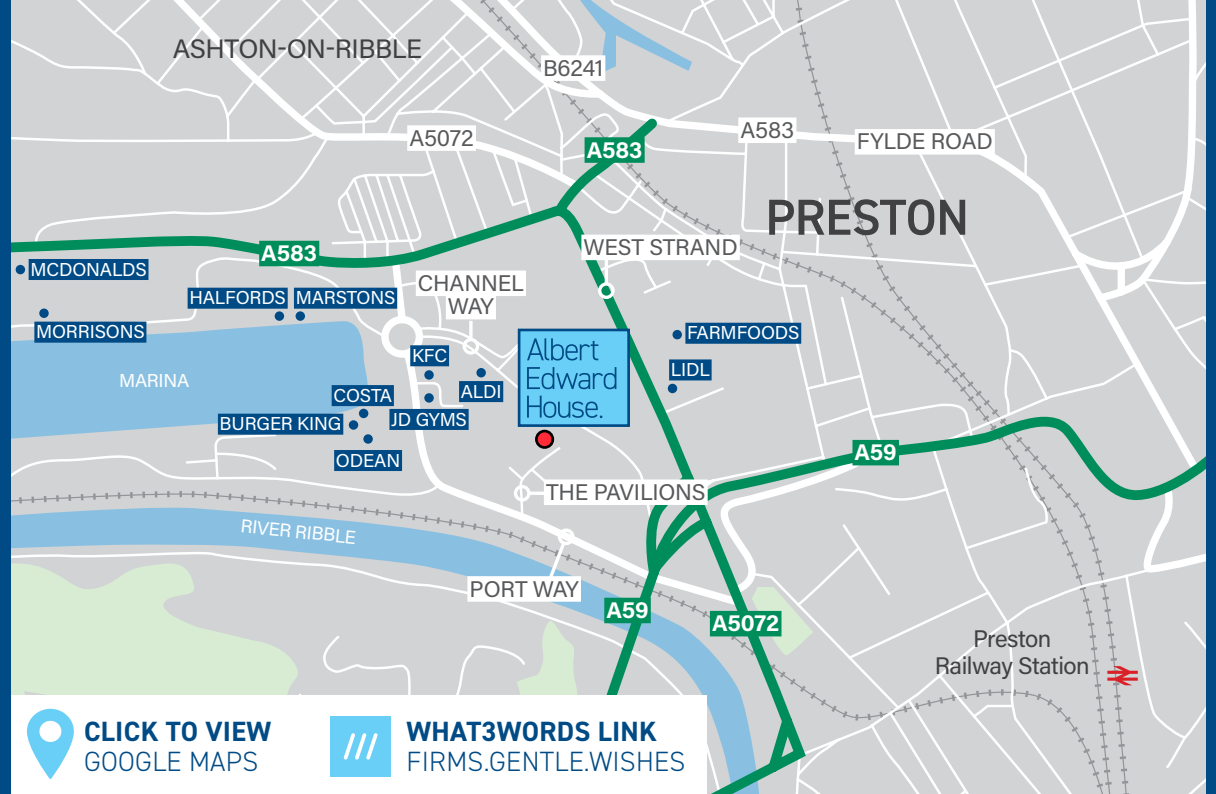 ASHTON-ON-RIBBLE
B6241
A5072
A583
A583
FYLDE ROAD
PRESTON
A583
WEST STRAND
MCDONALDS
CHANNEL
WAY
HALFORDS
MARSTONS
MORRISONS
FARMFOODS
Albert
Edward
House.
KFC
LIDL
MARINA
COSTA
ALDI
BURGER KING
JD GYMS
ODEAN
A59
THE PAVILIONS
RIVER RIBBLE
PORT WAY
A59
A5072
Preston
Railway Station
CLICK TO VIEW
GOOGLE MAPS
///
WHAT3WORDS LINK
FIRMS.GENTLE.WISHES